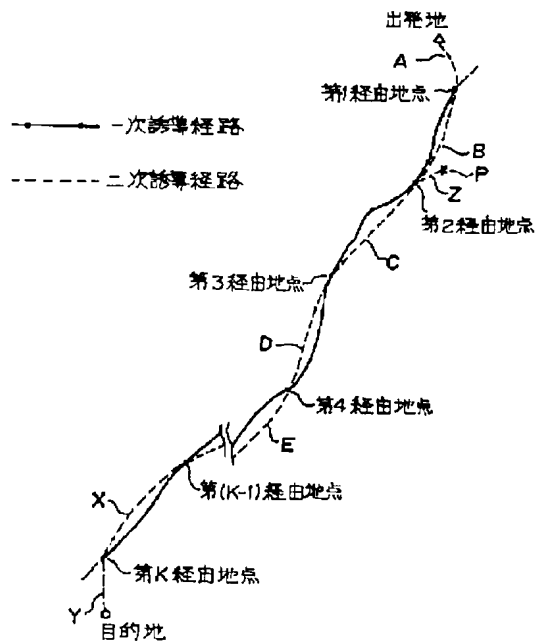 出発地
A
第1経由地点
一次誘導経路
B
P
二次誘導経路
Z
第2経由地点
C
第3経由地点
D
第4経由地点
E
第(K-1)経由地点
X
第K経由地点
Y
目的地